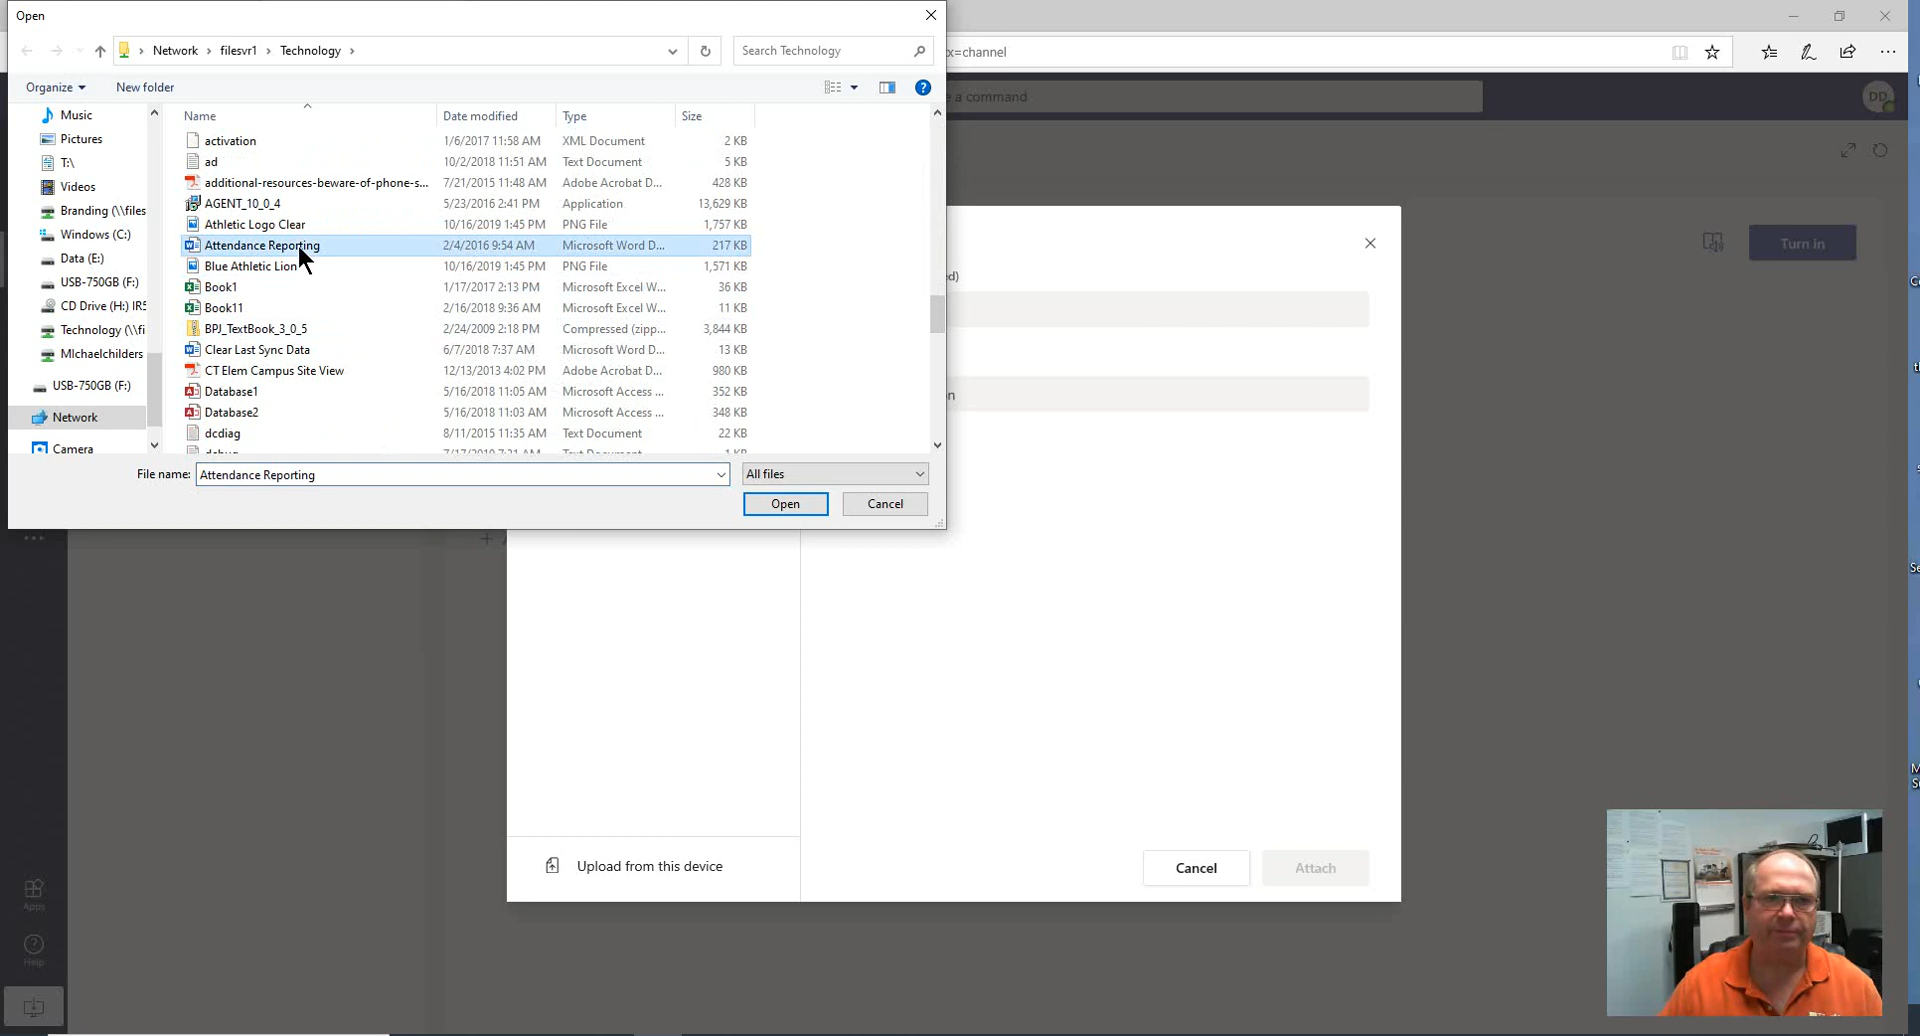 Open
Network > filesvr1 > Technology >
Search Technology
x=channel
Organize
New folder
e a command
DD
Music
Pictures
T:\
Videos
Branding (\\files
Windows (C:)
Data (E:)
USB-750GB (F:)
CD Drive (H:) IR5
Technology (\\fi
MIchaelchilders
USB-750GB (F:)
Network
Camera
Name Date modified Type Size
activation 1/6/2017 11:58 AM XML Document 2 KB
ad 10/2/2018 11:51 AM Text Document 5 KB
additional-resources-beware-of-phone-s... 7/21/2015 11:48 AM Adobe Acrobat D... 428 KB
AGENT_10_0_4 5/23/2016 2:41 PM Application 13,629 KB
Athletic Logo Clear 10/16/2019 1:45 PM PNG File 1,757 KB
Attendance Reporting 2/4/2016 9:54 AM Microsoft Word D... 217 KB
Blue Athletic Lion 10/16/2019 1:45 PM PNG File 1,571 KB
Book1 1/17/2017 2:13 PM Microsoft Excel W... 36 KB
Book11 2/16/2018 9:36 AM Microsoft Excel W... 11 KB
BPJ_TextBook_3_0_5 2/24/2009 2:18 PM Compressed (zipp... 3,844 KB
Clear Last Sync Data 6/7/2018 7:37 AM Microsoft Word D... 13 KB
CT Elem Campus Site View 12/13/2013 4:02 PM Adobe Acrobat D... 980 KB
Database1 5/16/2018 11:05 AM Microsoft Access ... 352 KB
Database2 5/16/2018 11:03 AM Microsoft Access ... 348 KB
dcdiag 8/11/2015 11:35 AM Text Document 22 KB
File name: Attendance Reporting
All files
Open
Cancel
Turn in
ed)
n
Upload from this device
Cancel
Attach
Apps
Help